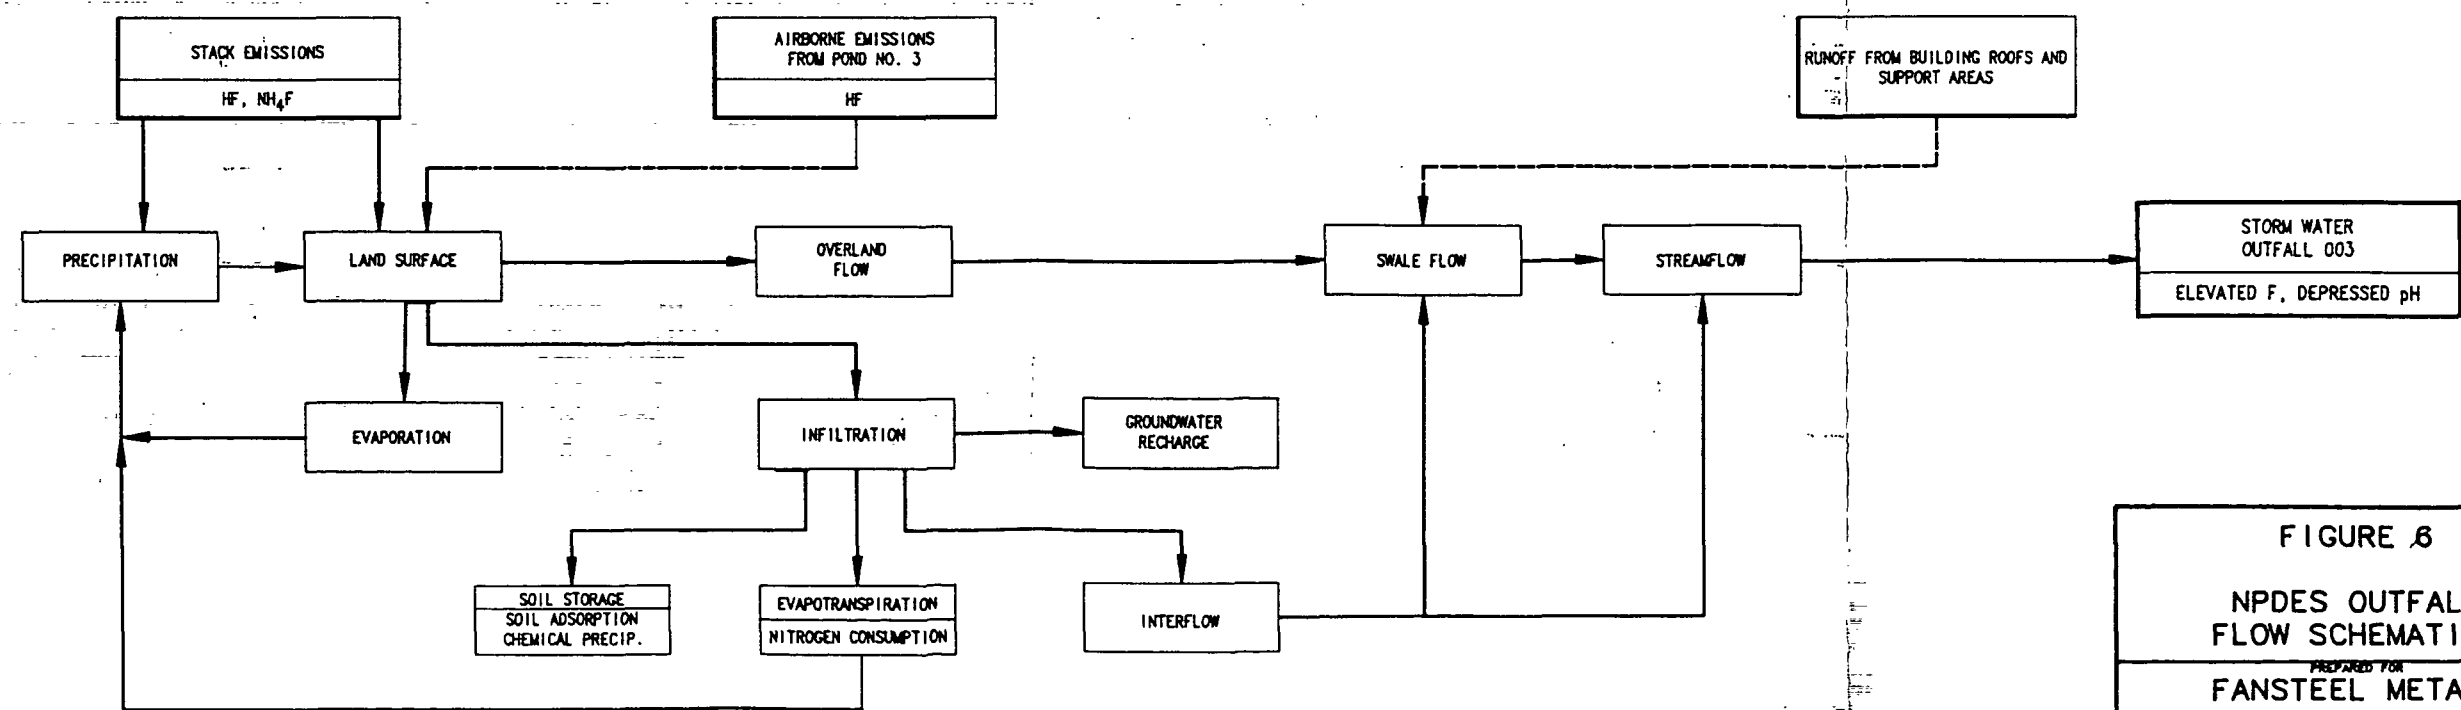 STACK EMISSIONS
HF, NH₄F
AIRBORNE EMISSIONS
FROM POND NO. 3
HF
RUNOFF FROM BUILDING ROOFS AND
SUPPORT AREAS
PRECIPITATION
LAND SURFACE
OVERLAND
FLOW
SWALE FLOW
STREAMFLOW
STORM WATER
OUTFALL 003
ELEVATED F, DEPRESSED pH
EVAPORATION
INFILTRATION
GROUNDWATER
RECHARGE
SOIL STORAGE
SOIL ADSORPTION
CHEMICAL PRECIP.
EVAPOTRANSPIRATION
NITROGEN CONSUMPTION
INTERFLOW
FIGURE 6
NPDES OUTFAL
FLOW SCHEMATI
PREPARED FOR
FANSTEEL META